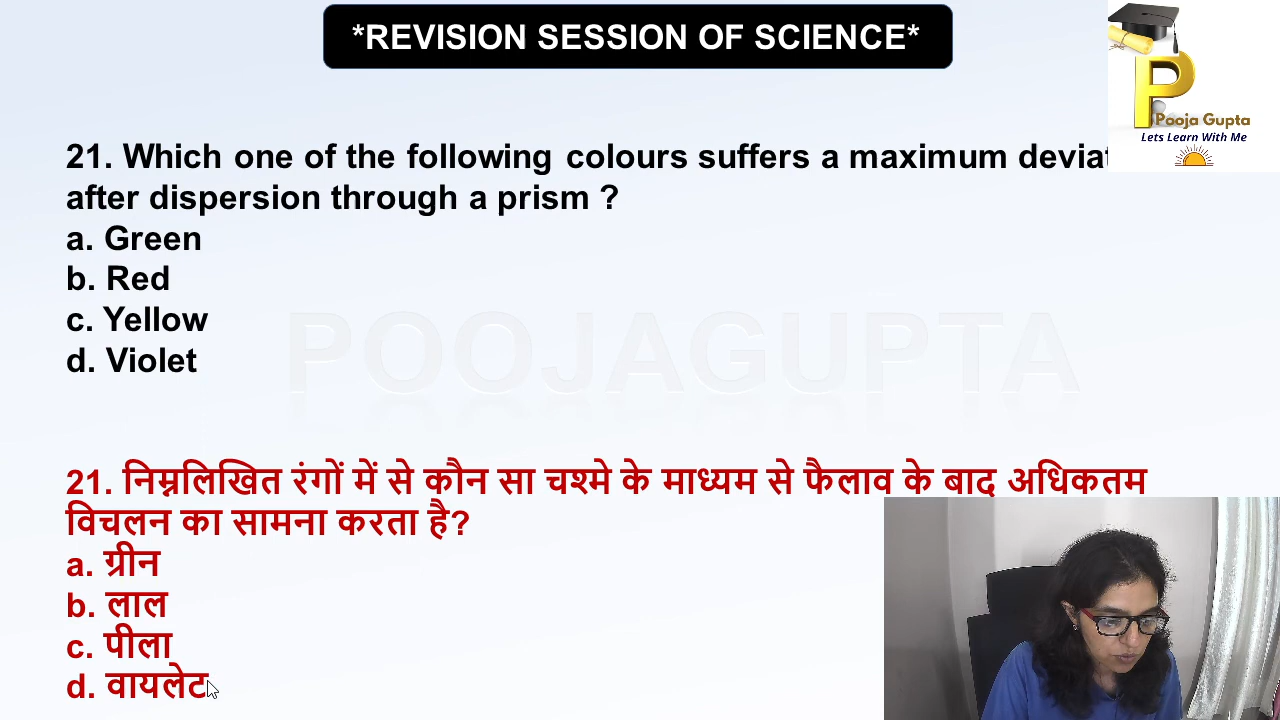 *REVISION SESSION OF SCIENCE*
P
Pooja Gupta
Lets Learn With Me
21. Which one of the following colours suffers a maximum deviat
after dispersion through a prism ?
a. Green
b. Red
c. Yellow
d. Violet
POOJAGUPTA
21. निम्नलिखित रंगों में से कौन सा चश्मे के माध्यम से फैलाव के बाद अधिकतम
विचलन का सामना करता है?
a. ग्रीन
b. लाल
c. पीला
d. वायलेट